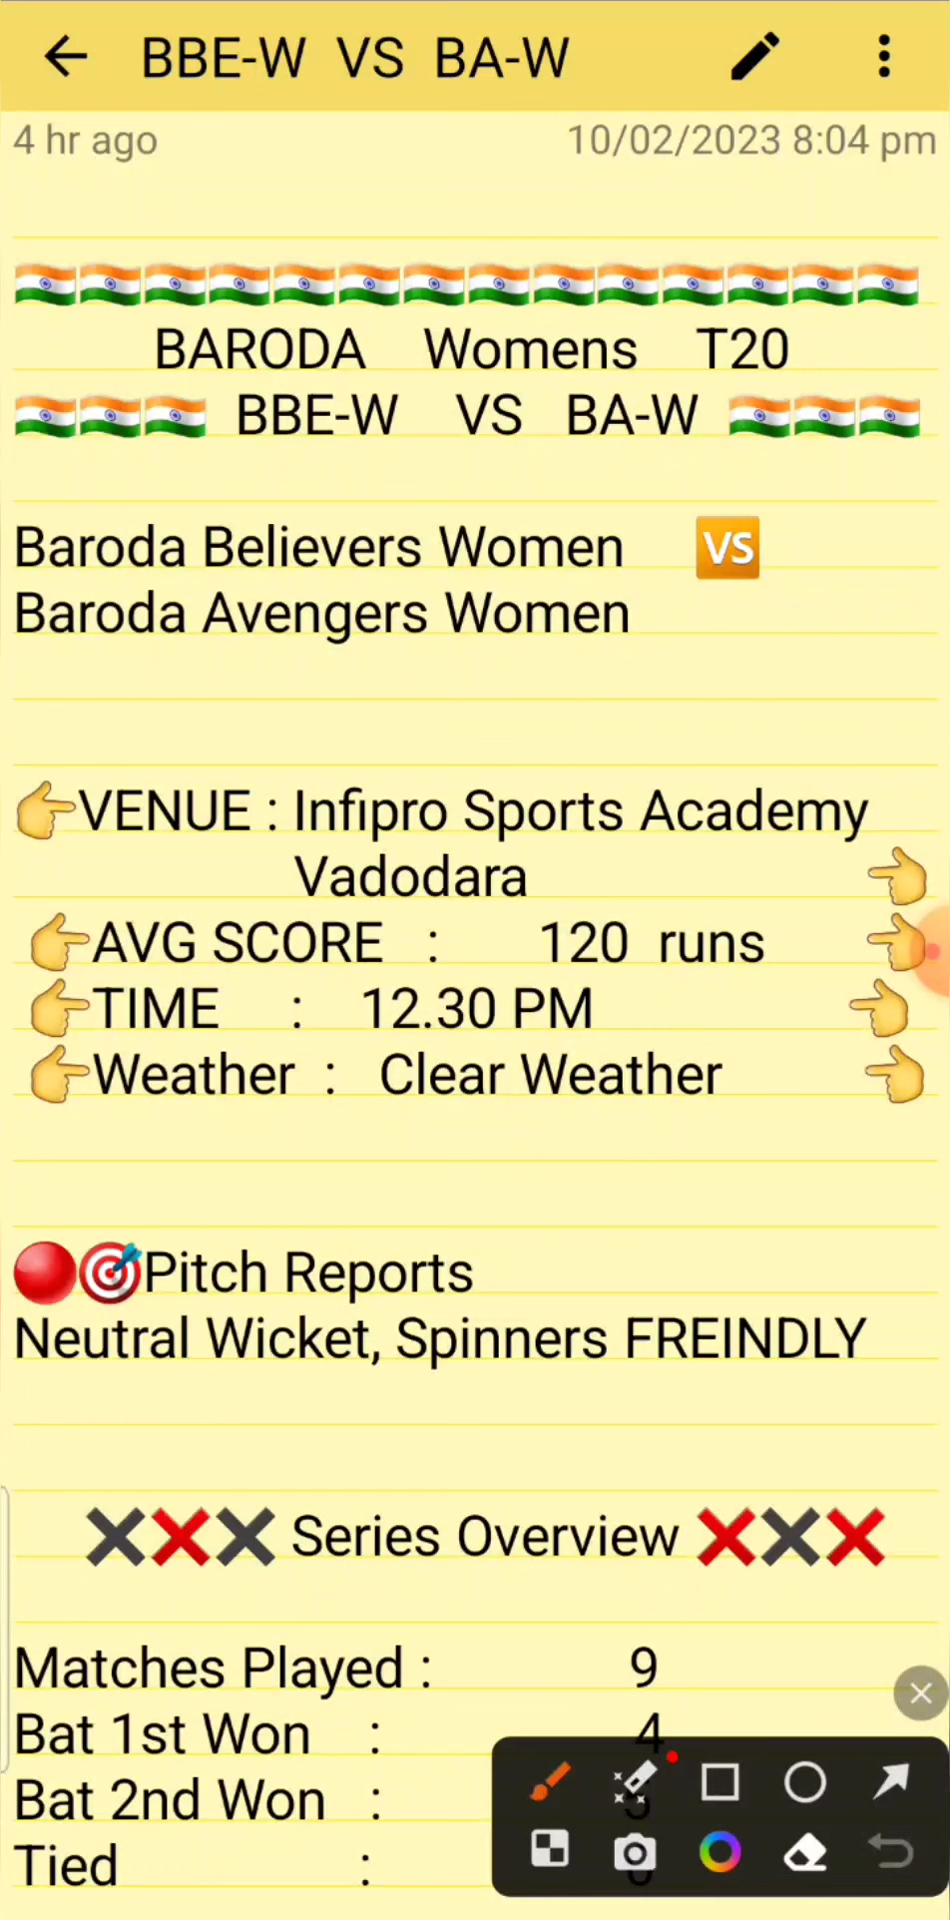 BBE-W VS BA-W
4 hr ago 10/02/2023 8:04 pm
BARODA Womens T20
BBE-W VS BA-W
Baroda Believers Women VS
Baroda Avengers Women
VENUE : Infipro Sports Academy
Vadodara
AVG SCORE : 120 runs
TIME : 12.30 PM
Weather : Clear Weather
Pitch Reports
Neutral Wicket, Spinners FREINDLY
Series Overview
Matches Played : 9
Bat 1st Won : 4
Bat 2nd Won :
Tied :